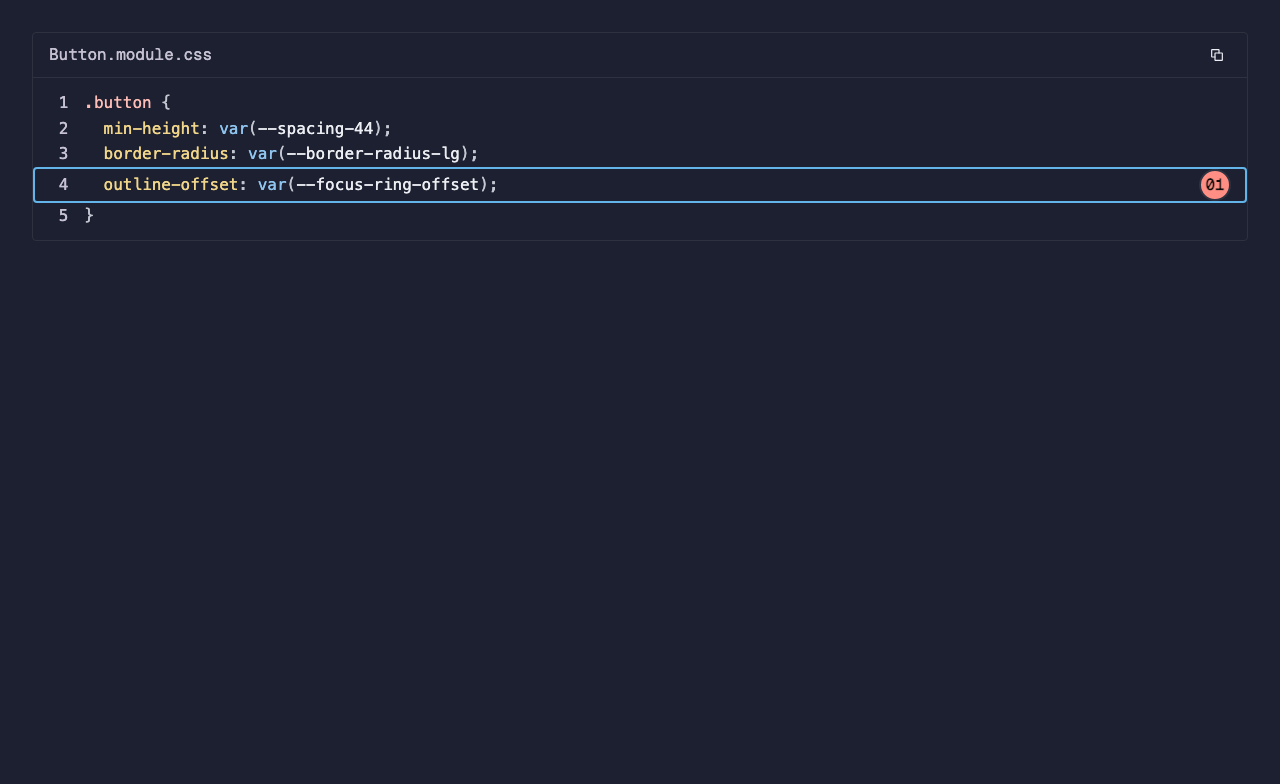 Button.module.css
1 .button {
2   min-height: var(--spacing-44);
3   border-radius: var(--border-radius-lg);
4   outline-offset: var(--focus-ring-offset); 01
5 }